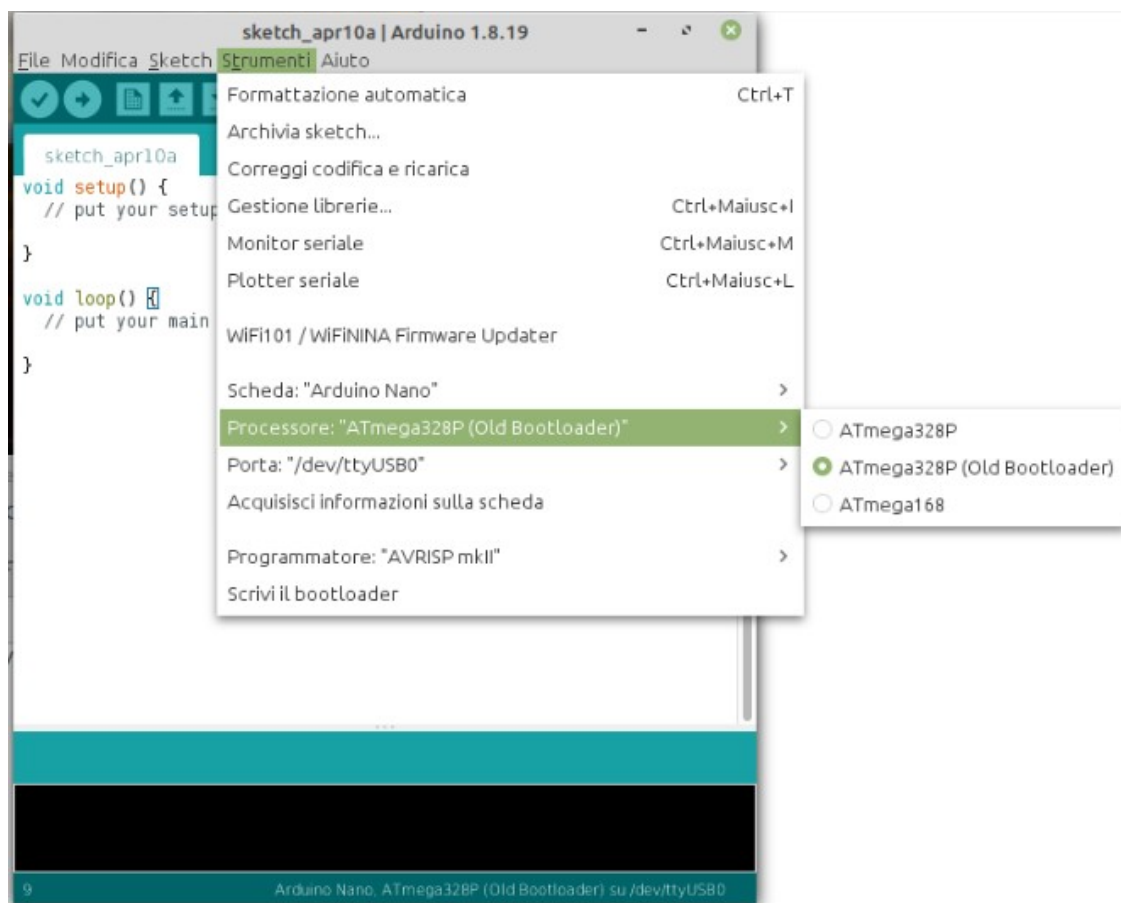 sketch_apr10a | Arduino 1.8.19
File Modifica Sketch Strumenti Aiuto
sketch_apr10a
void setup() {
// put your setup
}
void loop() {
// put your main
}
Formattazione automatica Ctrl+T
Archivia sketch...
Correggi codifica e ricarica
Gestione librerie... Ctrl+Maiusc+I
Monitor seriale Ctrl+Maiusc+M
Plotter seriale Ctrl+Maiusc+L
WiFi101 / WiFiNINA Firmware Updater
Scheda: "Arduino Nano"
Processore: "ATmega328P (Old Bootloader)"
Porta: "/dev/ttyUSB0"
Acquisisci informazioni sulla scheda
Programmatore: "AVRISP mkII"
Scrivi il bootloader
ATmega328P
ATmega328P (Old Bootloader)
ATmega168
9 Arduino Nano, ATmega328P (Old Bootloader) su /dev/ttyUSB0